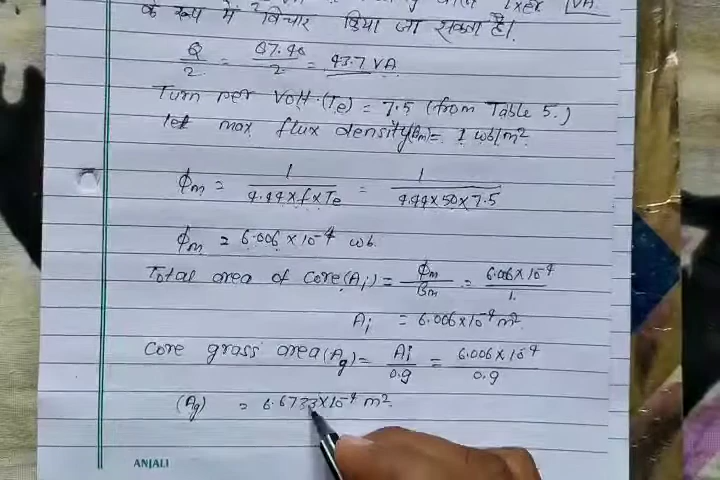 के रूप में विचार किया जा सकता है।
Q/2 = 87.40/2 = 43.7 VA
Turn per Volt (Te) = 7.5 (from Table 5.)
let max flux density(Bm) = 1 wb/m²
φm = 1/(4.44×f×Te) = 1/(4.44×50×7.5)
φm = 6.006×10⁻⁴ wb.
Total area of core(Ai) = φm/Bm = 6.006×10⁻⁴/1.
Ai = 6.006×10⁻⁴ m².
Core grass area(Ag) = Ai/0.9 = 6.006×10⁻⁴/0.9
(Ag) = 6.6733×10⁻⁴ m²
ANJALI